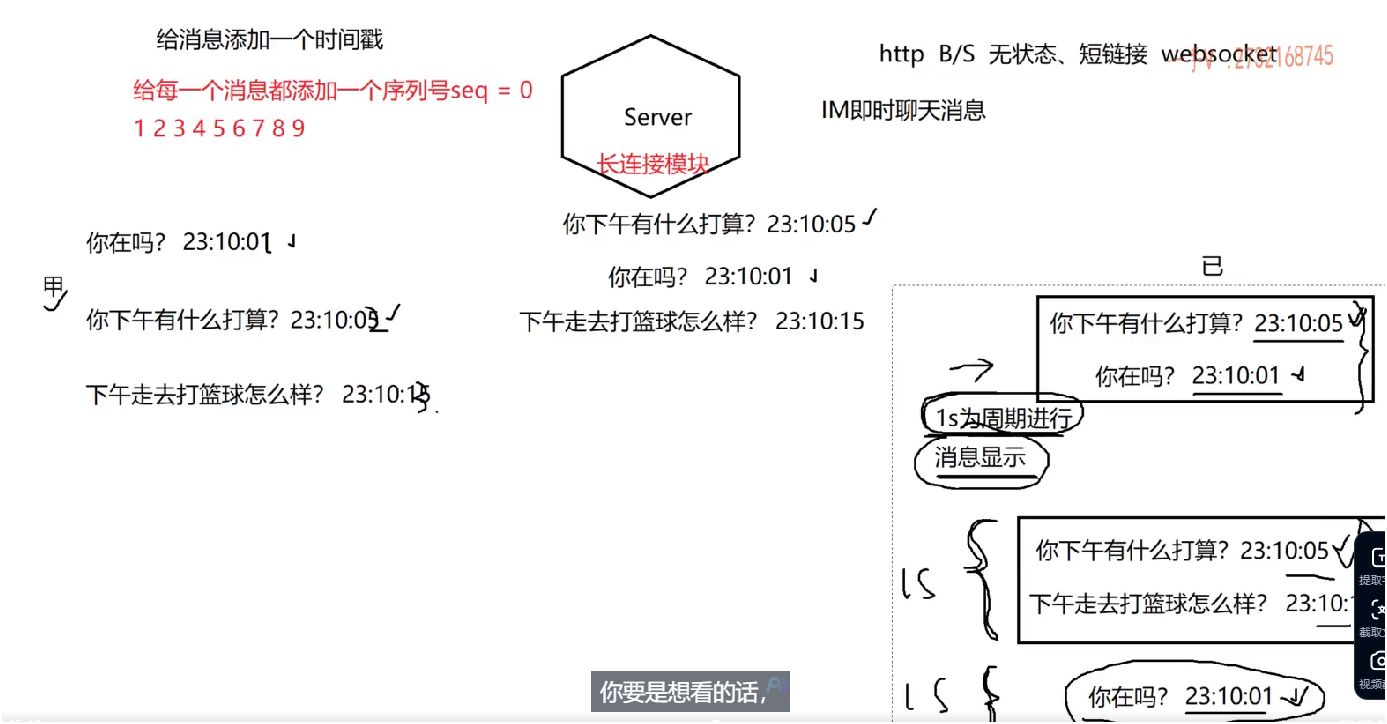 给消息添加一个时间戳
给每一个消息都添加一个序列号seq = 0
1 2 3 4 5 6 7 8 9
Server
长连接模块
http B/S 无状态、短链接 websocket
2732168745
IM即时聊天消息
甲
你在吗? 23:10:01
你下午有什么打算? 23:10:05
下午走去打篮球怎么样? 23:10:15
你下午有什么打算? 23:10:05
你在吗? 23:10:01
下午走去打篮球怎么样? 23:10:15
已
你下午有什么打算? 23:10:05
你在吗? 23:10:01
1s为周期进行
消息显示
1S
你下午有什么打算? 23:10:05
下午走去打篮球怎么样? 23:10:
1S
你在吗? 23:10:01
你要是想看的话,